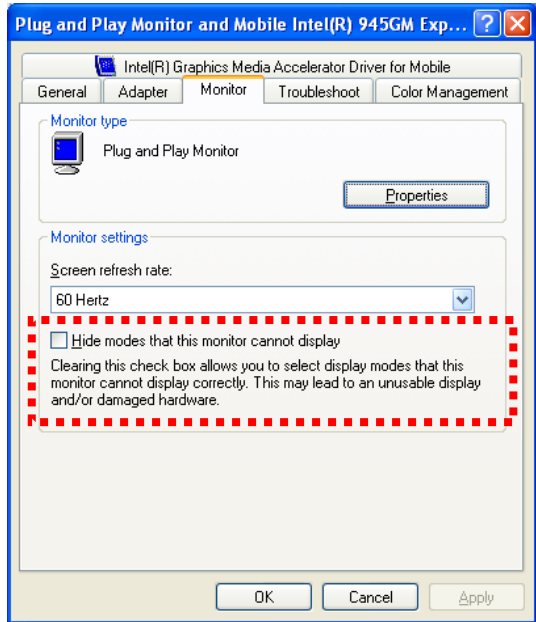 Plug and Play Monitor and Mobile Intel(R) 945GM Exp...
Intel(R) Graphics Media Accelerator Driver for Mobile
General Adapter Monitor Troubleshoot Color Management
Monitor type
Plug and Play Monitor
Properties
Monitor settings
Screen refresh rate:
60 Hertz
Hide modes that this monitor cannot display
Clearing this check box allows you to select display modes that this
monitor cannot display correctly. This may lead to an unusable display
and/or damaged hardware.
OK Cancel Apply